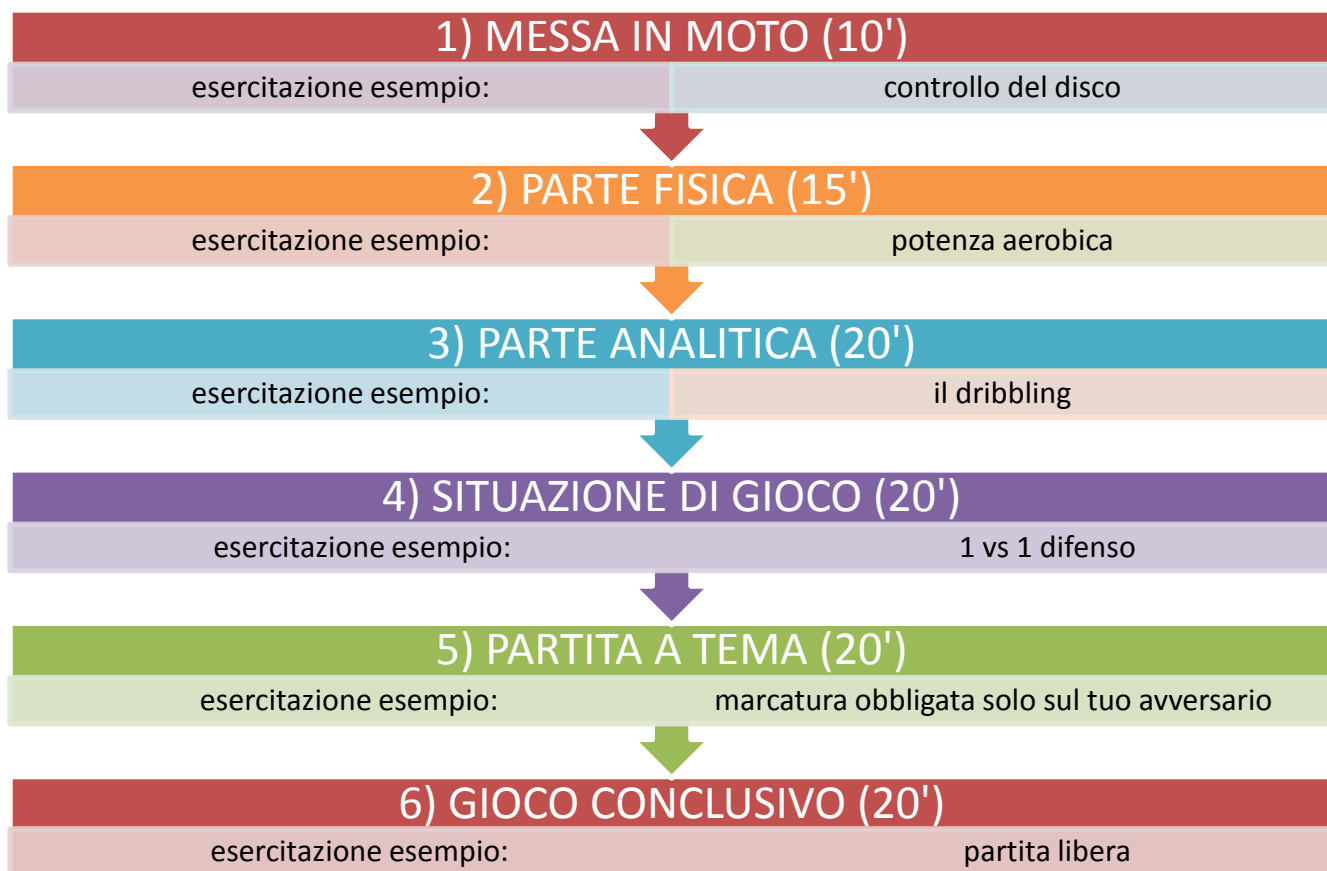 1) MESSA IN MOTO (10')
esercitazione esempio: controllo del disco
2) PARTE FISICA (15')
esercitazione esempio: potenza aerobica
3) PARTE ANALITICA (20')
esercitazione esempio: il dribbling
4) SITUAZIONE DI GIOCO (20')
esercitazione esempio: 1 vs 1 difenso
5) PARTITA A TEMA (20')
esercitazione esempio: marcatura obbligata solo sul tuo avversario
6) GIOCO CONCLUSIVO (20')
esercitazione esempio: partita libera